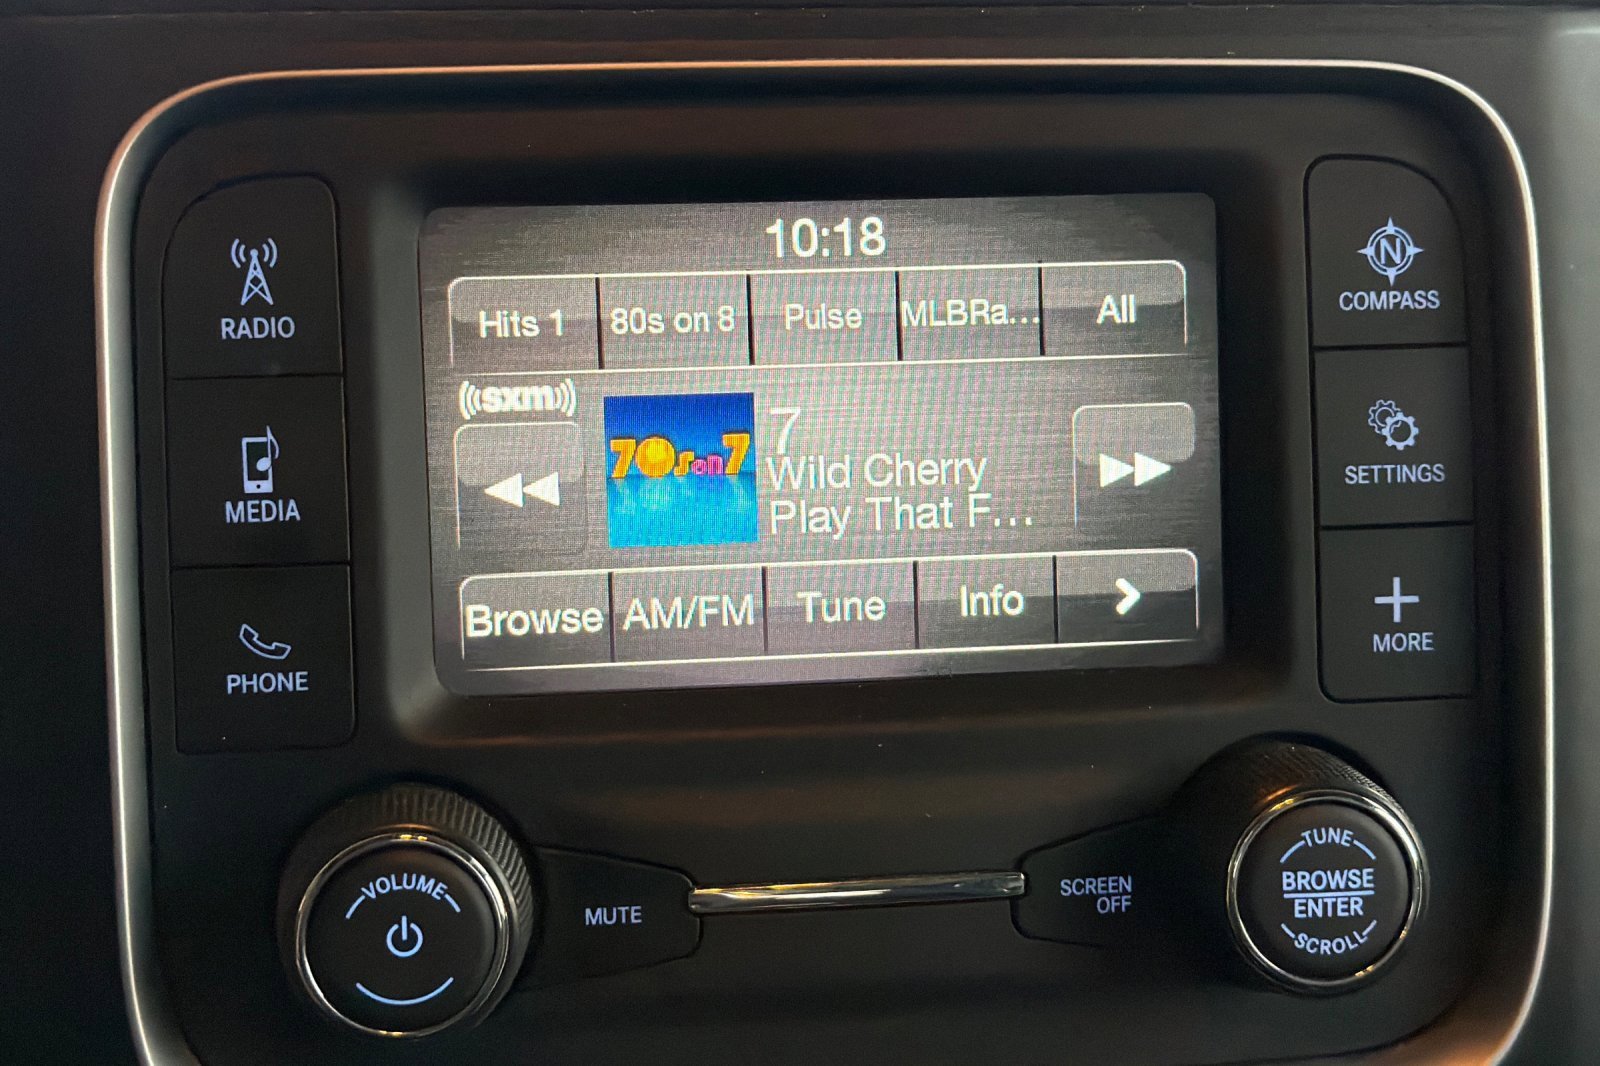 10:18
Hits 1
80s on 8
Pulse
MLBRa...
All
((sxm))
70s on 7
7
Wild Cherry
Play That F...
Browse
AM/FM
Tune
Info
>
RADIO
MEDIA
PHONE
N
COMPASS
SETTINGS
+
MORE
VOLUME
MUTE
SCREEN
OFF
TUNE
BROWSE
ENTER
SCROLL